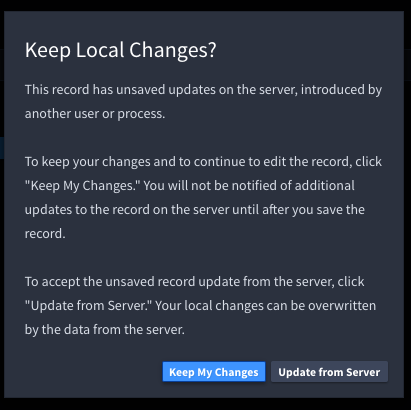 Keep Local Changes?
This record has unsaved updates on the server, introduced by
another user or process.
To keep your changes and to continue to edit the record, click
"Keep My Changes." You will not be notified of additional
updates to the record on the server until after you save the
record.
To accept the unsaved record update from the server, click
"Update from Server." Your local changes can be overwritten
by the data from the server.
Keep My Changes Update from Server